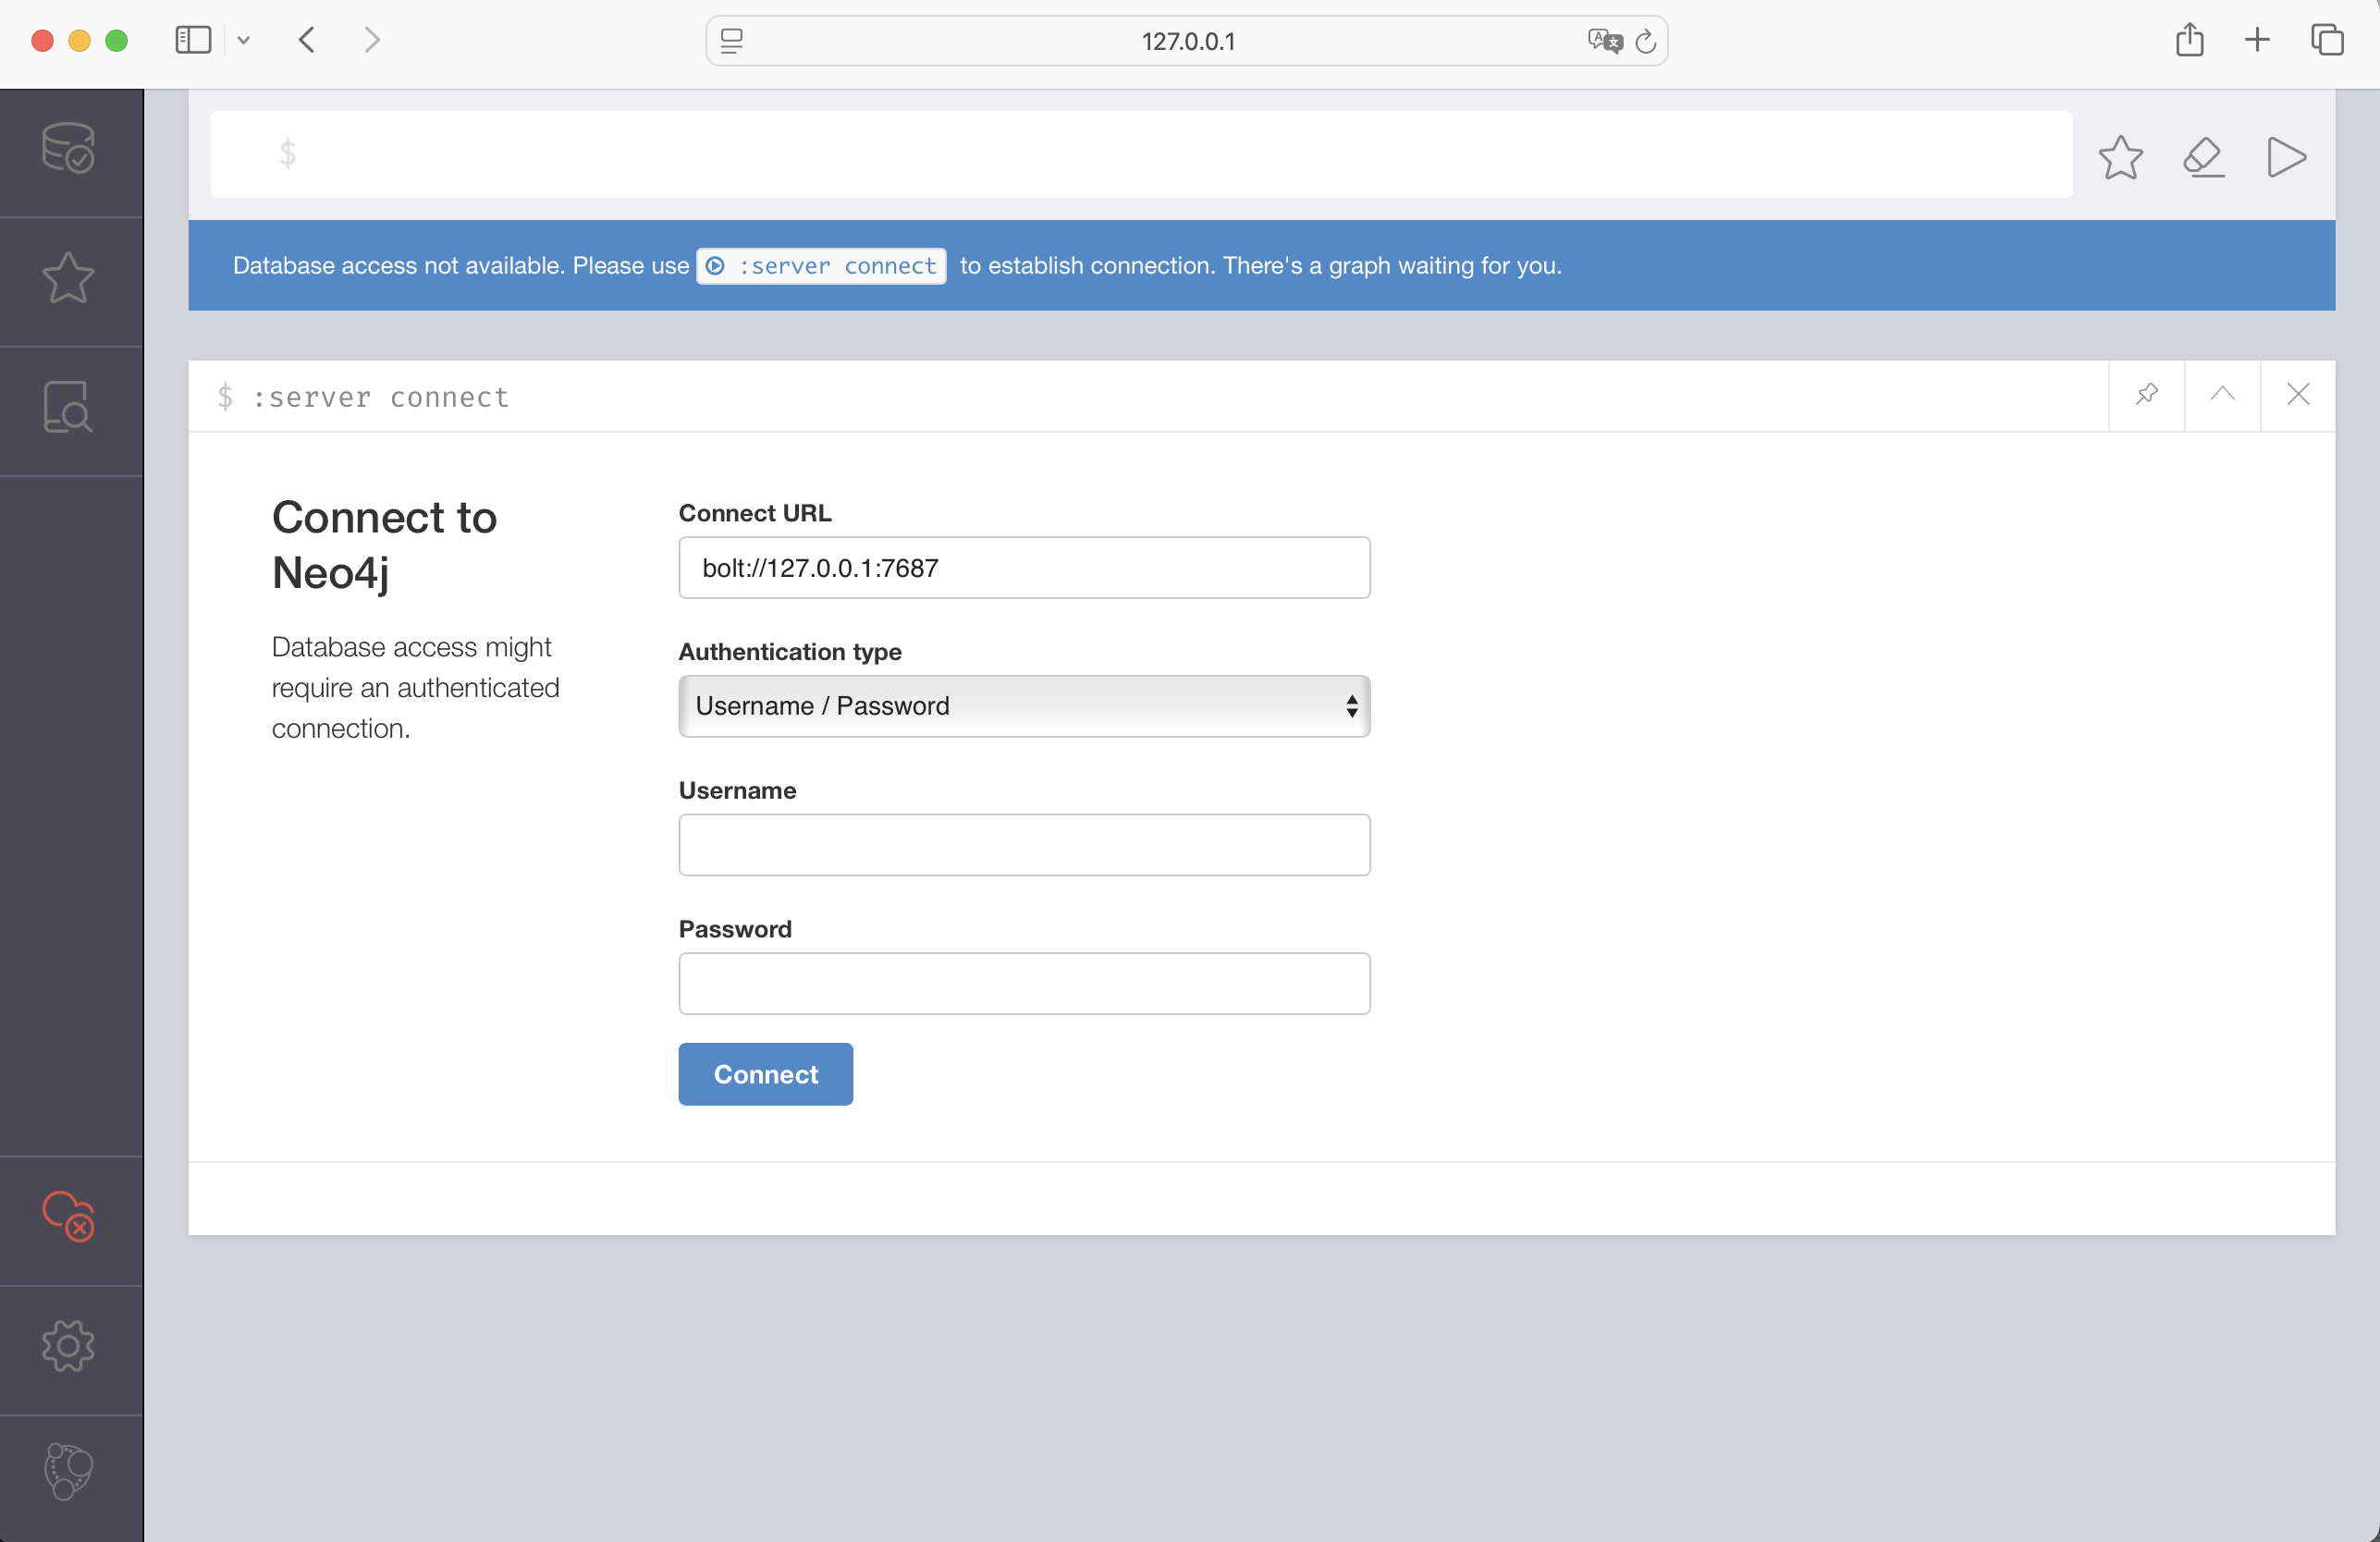 127.0.0.1
$
Database access not available. Please use :server connect to establish connection. There's a graph waiting for you.
$ :server connect
Connect to
Neo4j
Database access might
require an authenticated
connection.
Connect URL
bolt://127.0.0.1:7687
Authentication type
Username / Password
Username
Password
Connect